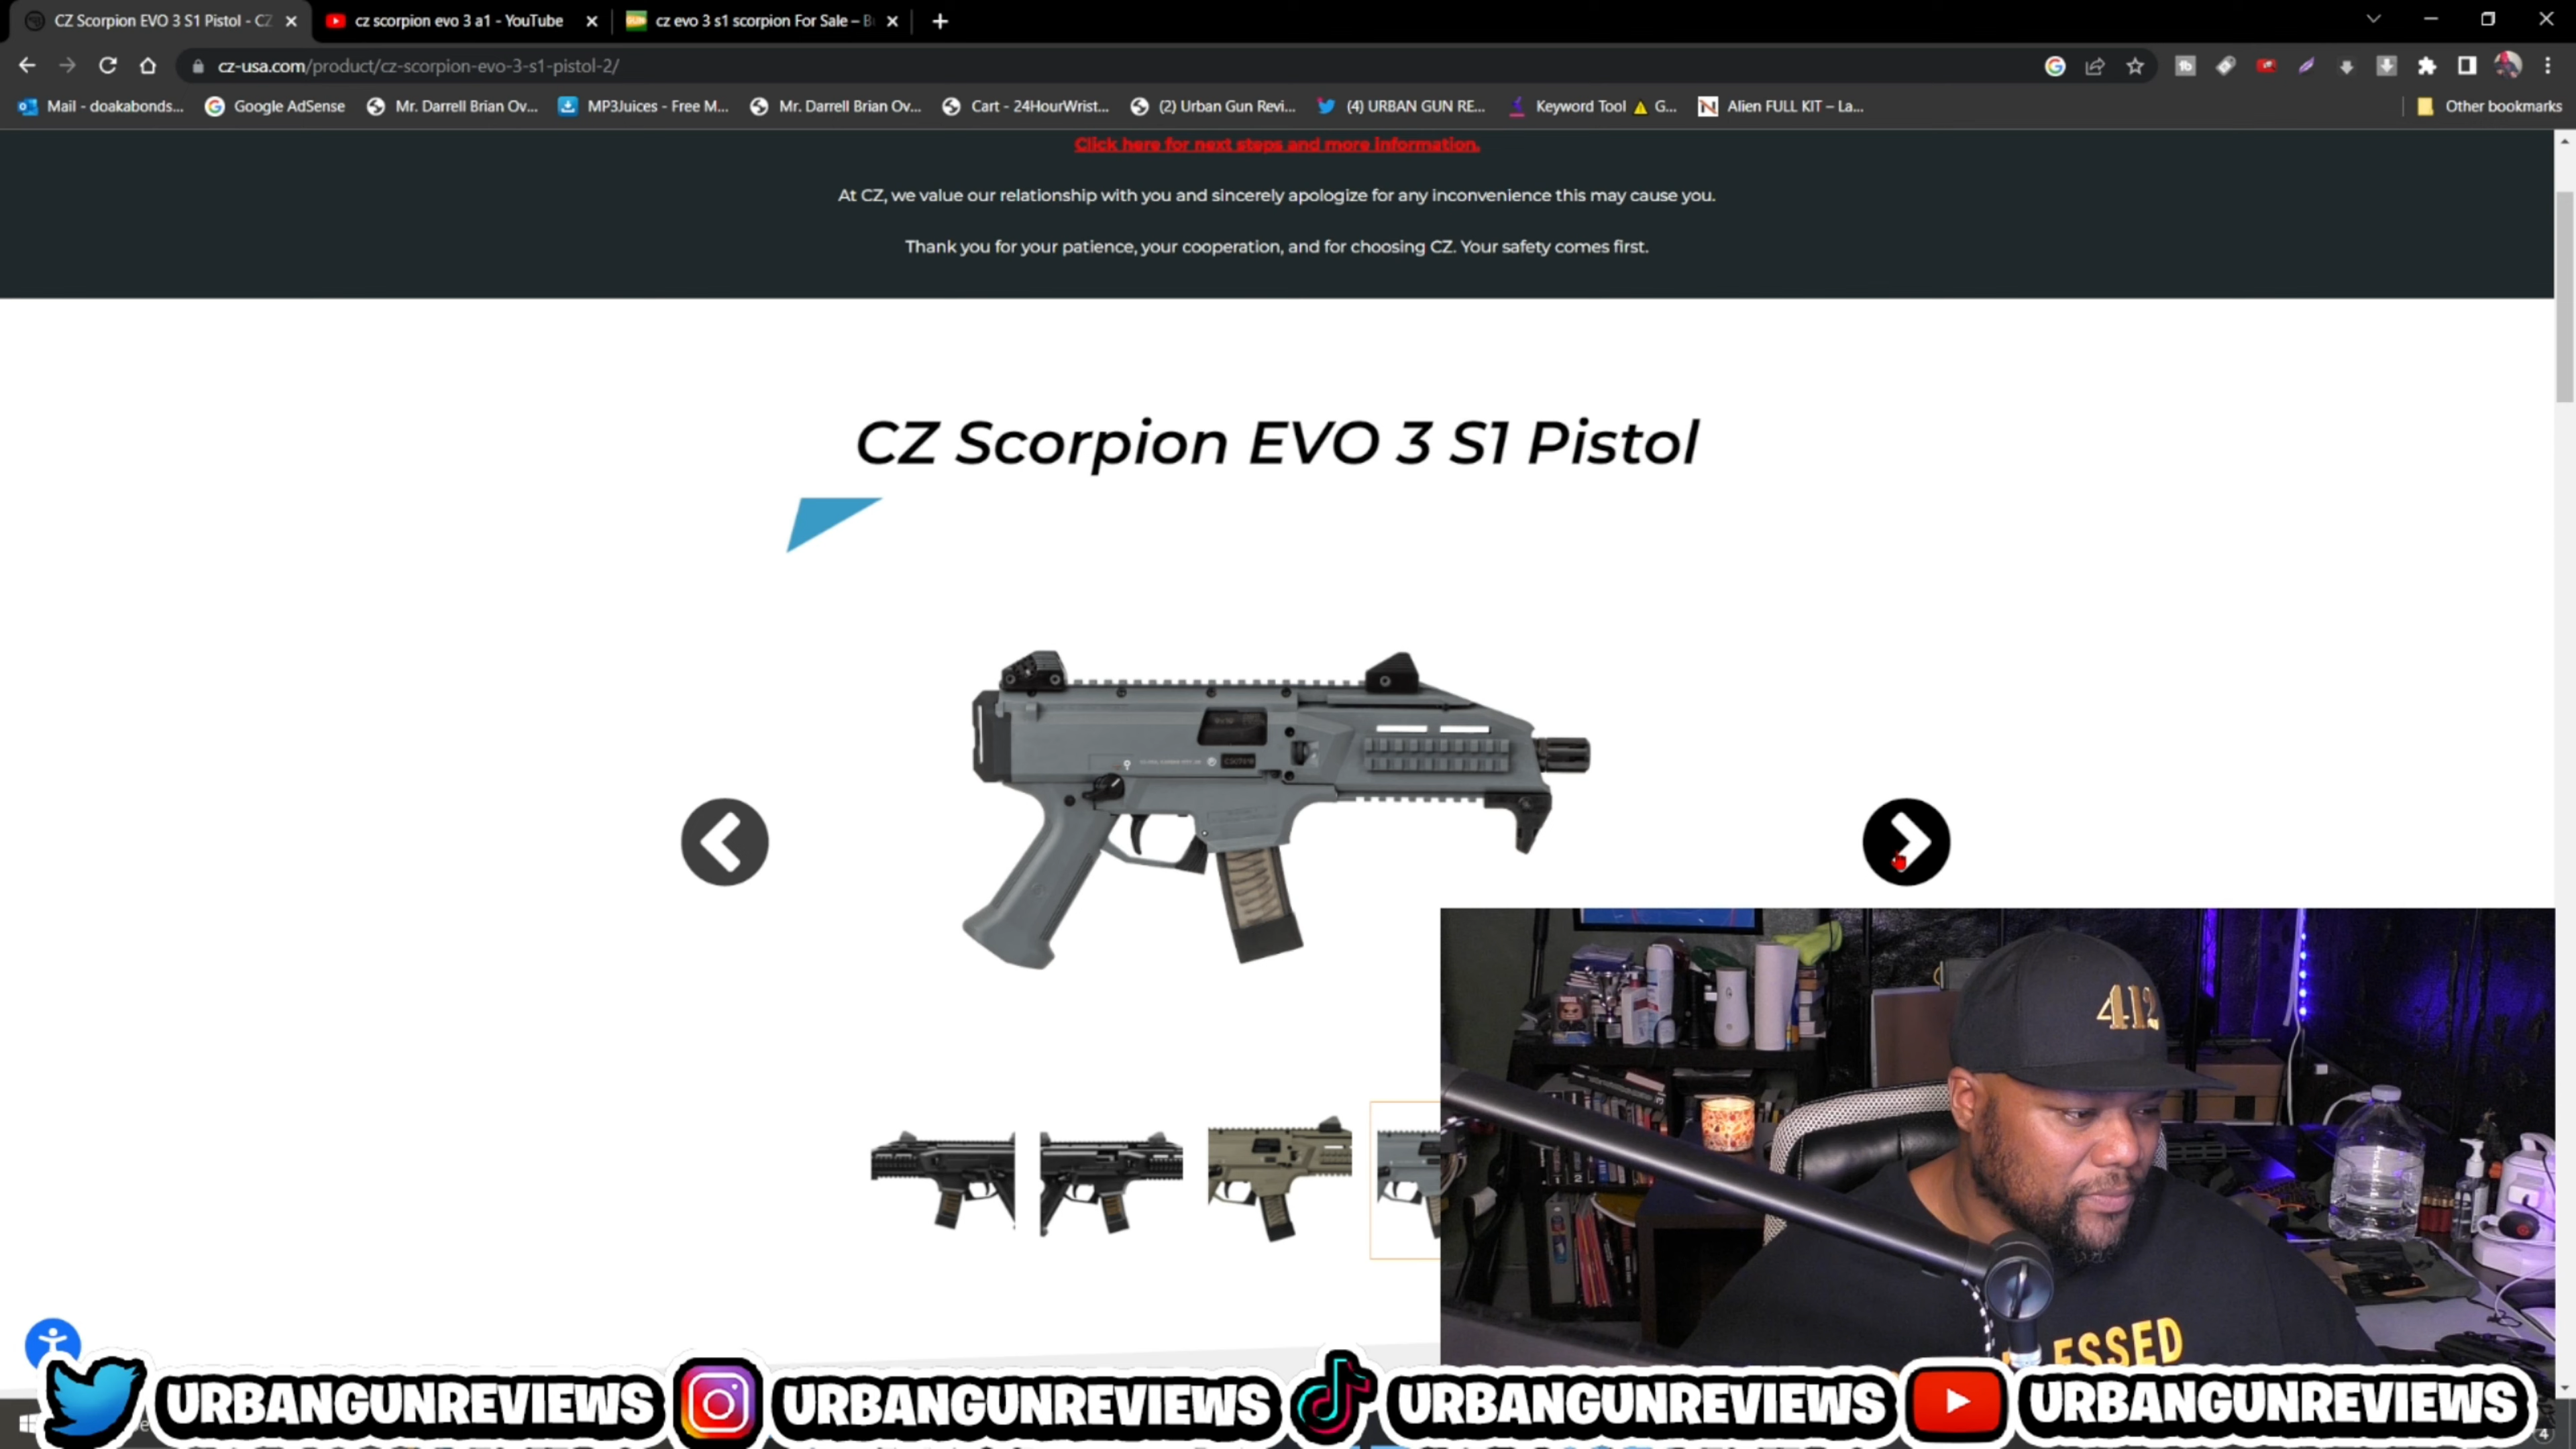 CZ Scorpion EVO 3 S1 Pistol - CZ
cz scorpion evo 3 a1 - YouTube
cz evo 3 s1 scorpion For Sale – B
cz-usa.com/product/cz-scorpion-evo-3-s1-pistol-2/
Mail - doakabonds...
Google AdSense
Mr. Darrell Brian Ov...
MP3Juices - Free M...
Mr. Darrell Brian Ov...
Cart - 24HourWrist...
(2) Urban Gun Revi...
(4) URBAN GUN RE...
Keyword Tool ⚠ G...
Alien FULL KIT – La...
Other bookmarks
Click here for next steps and more information.
At CZ, we value our relationship with you and sincerely apologize for any inconvenience this may cause you.
Thank you for your patience, your cooperation, and for choosing CZ. Your safety comes first.
CZ Scorpion EVO 3 S1 Pistol
412
ESSED
URBANGUNREVIEWS
URBANGUNREVIEWS
URBANGUNREVIEWS
URBANGUNREVIEWS